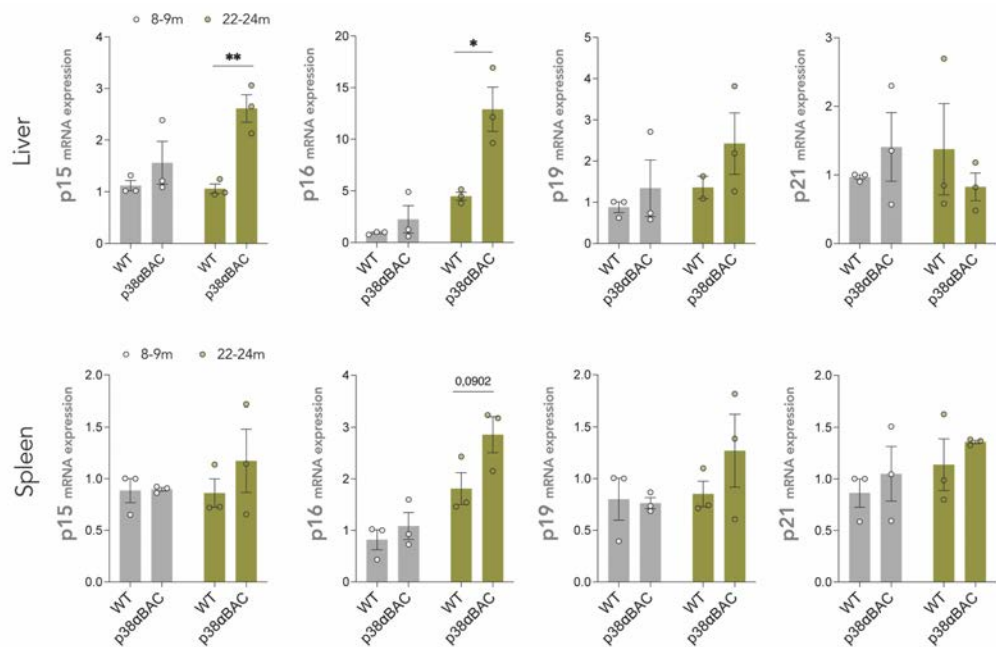 8-9m 22-24m
Liver
p15 mRNA expression
4
3
2
1
0
**
WT
p38αBAC
WT
p38αBAC
p16 mRNA expression
20
15
10
5
0
*
WT
p38αBAC
WT
p38αBAC
p19 mRNA expression
5
4
3
2
1
0
WT
p38αBAC
WT
p38αBAC
p21 mRNA expression
3
2
1
0
WT
p38αBAC
WT
p38αBAC
8-9m 22-24m
Spleen
p15 mRNA expression
2.0
1.5
1.0
0.5
0.0
WT
p38αBAC
WT
p38αBAC
p16 mRNA expression
4
3
2
1
0
0,0902
WT
p38αBAC
WT
p38αBAC
p19 mRNA expression
2.0
1.5
1.0
0.5
0.0
WT
p38αBAC
WT
p38αBAC
p21 mRNA expression
2.0
1.5
1.0
0.5
0.0
WT
p38αBAC
WT
p38αBAC